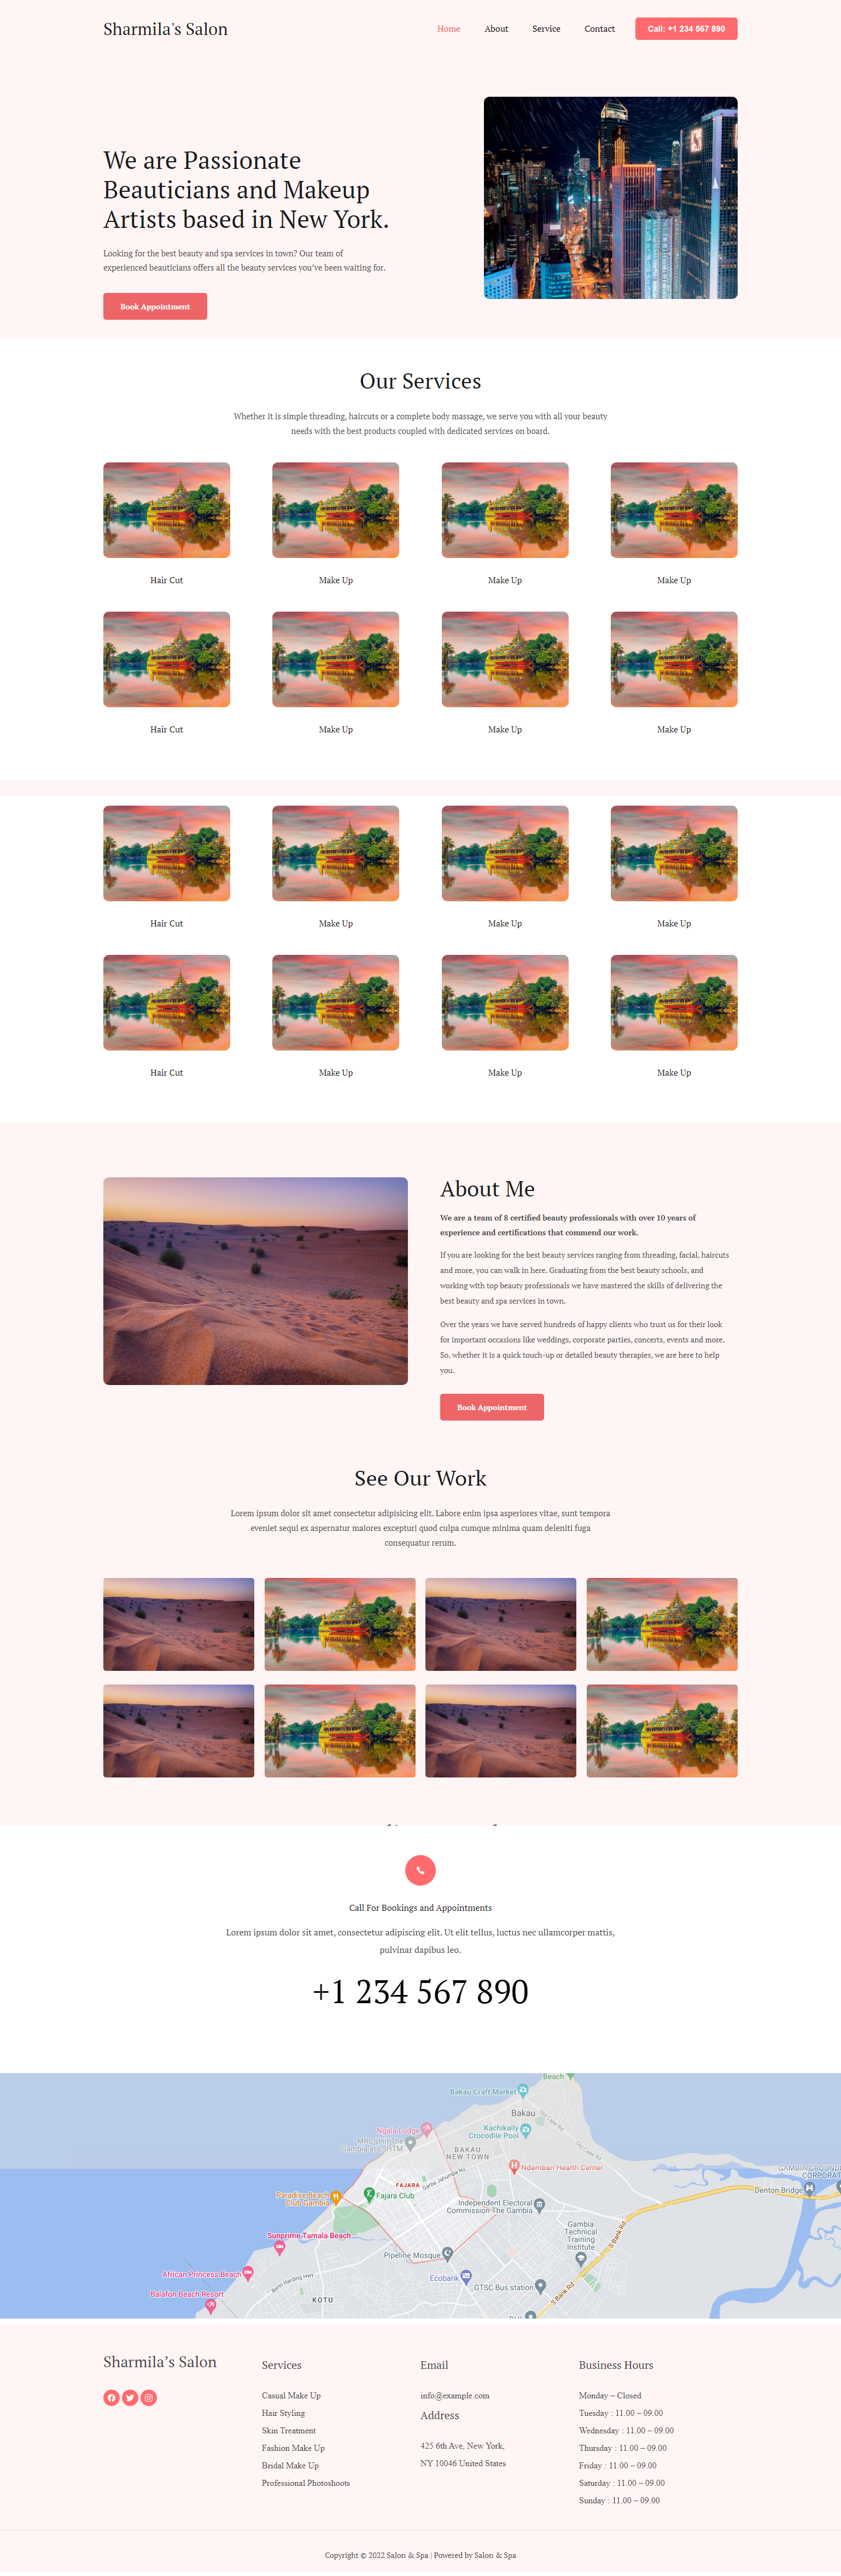 Sharmila's Salon
Home
About
Service
Contact
Call: +1 234 567 890
We are Passionate
Beauticians and Makeup
Artists based in New York.
Looking for the best beauty and spa services in town? Our team of
experienced beauticians offers all the beauty services you've been waiting for.
Book Appointment
Our Services
Whether it is simple threading, haircuts or a complete body massage, we serve you with all your beauty
needs with the best products coupled with dedicated services on board.
Hair Cut
Make Up
Make Up
Make Up
Hair Cut
Make Up
Make Up
Make Up
Hair Cut
Make Up
Make Up
Make Up
Hair Cut
Make Up
Make Up
Make Up
About Me
We are a team of 8 certified beauty professionals with over 10 years of
experience and certifications that commend our work.
If you are looking for the best beauty services ranging from threading, facial, haircuts
and more, you can walk in here. Graduating from the best beauty schools, and
working with top beauty professionals we have mastered the skills of delivering the
best beauty and spa services in town.
Over the years we have served hundreds of happy clients who trust us for their look
for important occasions like weddings, corporate parties, concerts, events and more.
So, whether it is a quick touch-up or detailed beauty therapies, we are here to help
you.
Book Appointment
See Our Work
Lorem ipsum dolor sit amet consectetur adipisicing elit. Labore enim ipsa asperiores vitae, sunt tempora
eveniet sequi ex aspernatur maiores excepturi quod culpa cumque minima quam deleniti fuga
consequatur rerum.
Call For Bookings and Appointments
Lorem ipsum dolor sit amet, consectetur adipiscing elit. Ut elit tellus, luctus nec ullamcorper mattis,
pulvinar dapibus leo.
+1 234 567 890
Beach
Bakau Craft Market
Bakau
Old Cape Rd
Ngala Lodge
Kachikally
Crocodile Pool
MRC Unit The
Gambia at LSHTM
BAKAU
NEW TOWN
Old Cape Rd
Ndemban Health Center
GAMBIA GROUND
CORPORAT
Garba Jahumpa Rd
FAJARA
Denton Bridge
Paradise Beach
Club Gambia
Fajara Club
Independent Electoral
Commission The Gambia
Gambia
Technical
Training
Institute
S Bank Rd
Sunprime Tamala Beach
Pipeline Mosque
African Princess Beach
Bertil Harding Hwy
Ecobank
GTSC Bus station
S Bank Rd
Balafon Beach Resort
KOTU
Sharmila’s Salon
Services
Casual Make Up
Hair Styling
Skin Treatment
Fashion Make Up
Bridal Make Up
Professional Photoshoots
Email
info@example.com
Address
425 6th Ave, New York,
NY 10046 United States
Business Hours
Monday – Closed
Tuesday : 11.00 – 09.00
Wednesday : 11.00 – 09.00
Thursday : 11.00 – 09.00
Friday : 11.00 – 09.00
Saturday : 11.00 – 09.00
Sunday : 11.00 – 09.00
Copyright © 2022 Salon & Spa | Powered by Salon & Spa